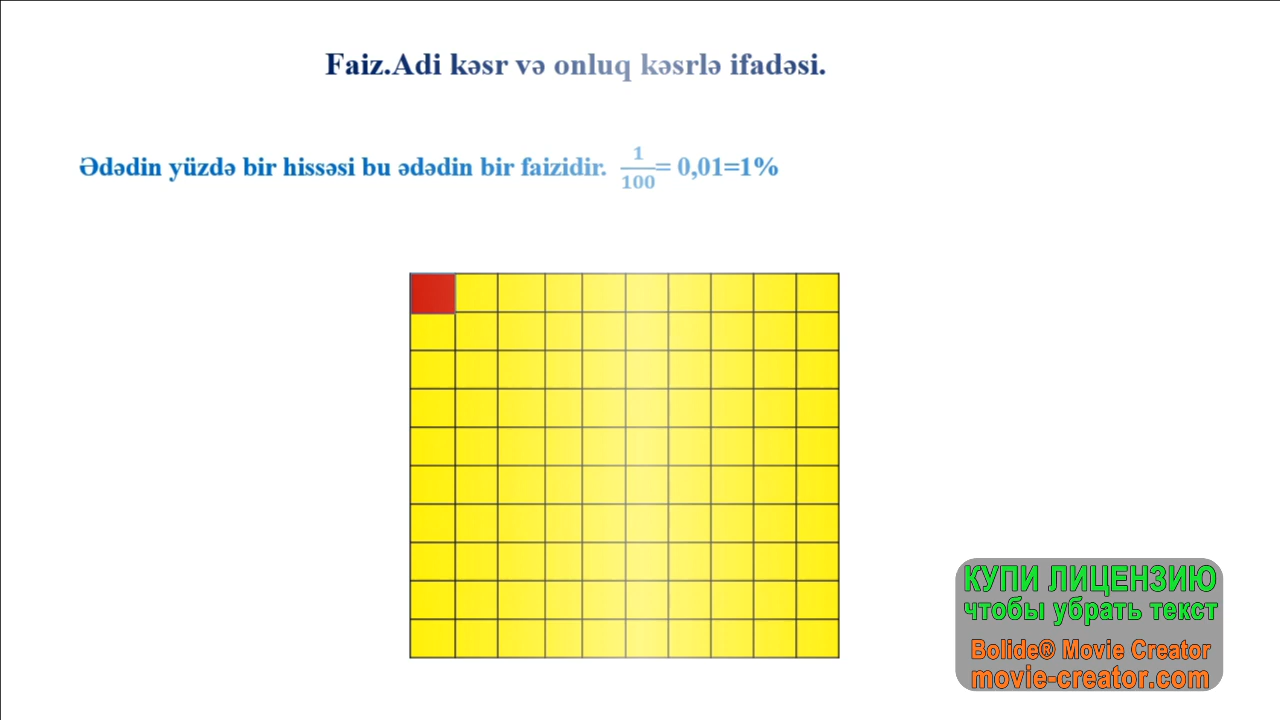 Faiz.Adi kəsr və onluq kəsrlə ifadəsi.
Ədədin yüzdə bir hissəsi bu ədədin bir faizidir. 1/100= 0,01=1%
КУПИ ЛИЦЕНЗИЮ
чтобы убрать текст
Bolide® Movie Creator
movie-creator.com